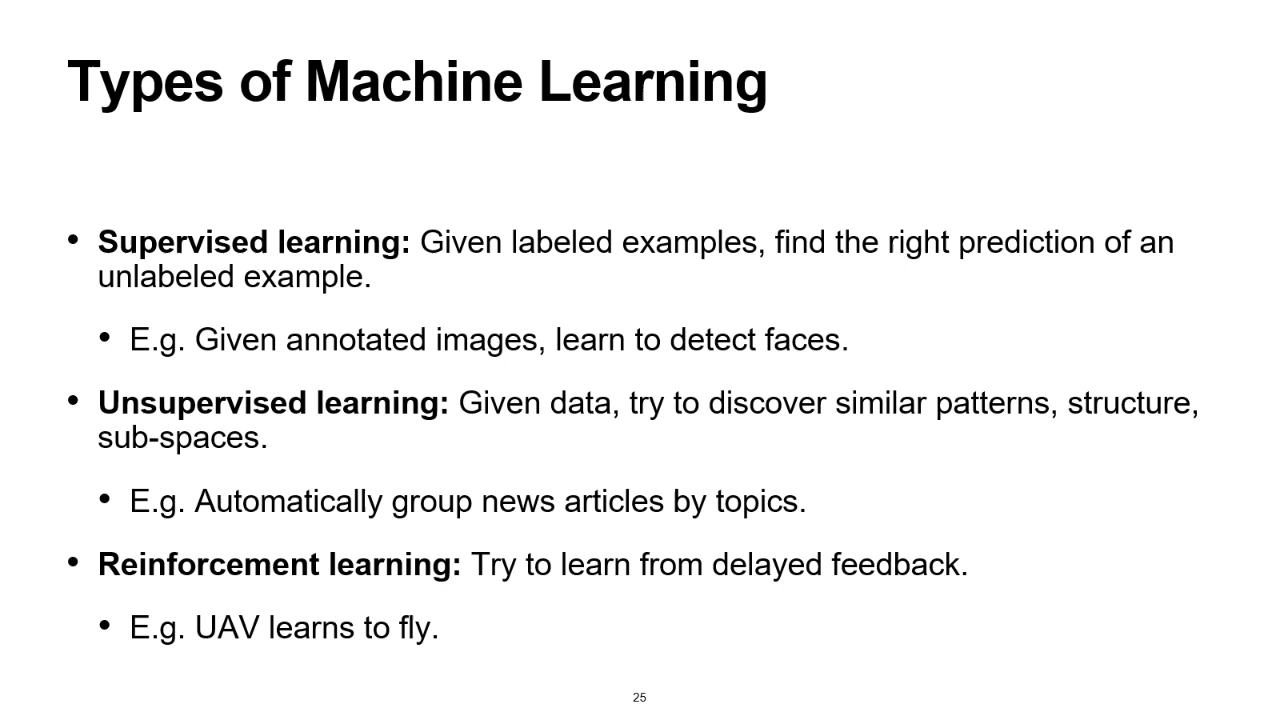 Types of Machine Learning
• Supervised learning: Given labeled examples, find the right prediction of an
unlabeled example.
• E.g. Given annotated images, learn to detect faces.
• Unsupervised learning: Given data, try to discover similar patterns, structure,
sub-spaces.
• E.g. Automatically group news articles by topics.
• Reinforcement learning: Try to learn from delayed feedback.
• E.g. UAV learns to fly.
25